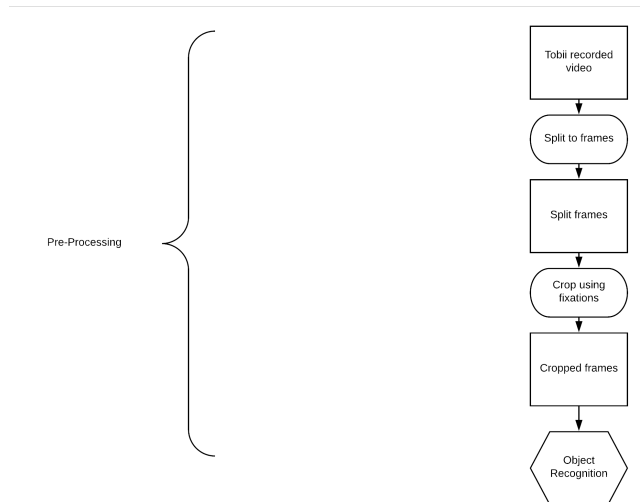 Tobii recorded
video
Split to frames
Split frames
Pre-Processing
Crop using
fixations
Cropped frames
Object
Recognition